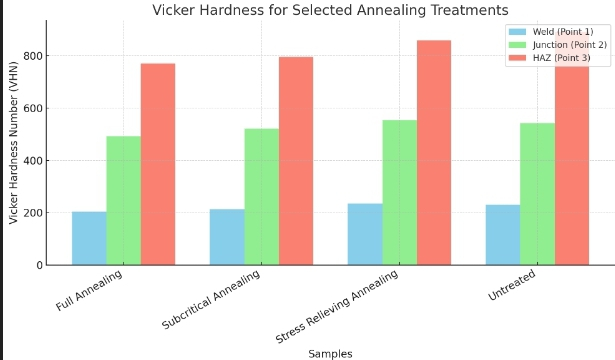 Vicker Hardness for Selected Annealing Treatments
Weld (Point 1)
Junction (Point 2)
HAZ (Point 3)
Vicker Hardness Number (VHN)
800
600
400
200
0
Full Annealing
Subcritical Annealing
Stress Relieving Annealing
Untreated
Samples